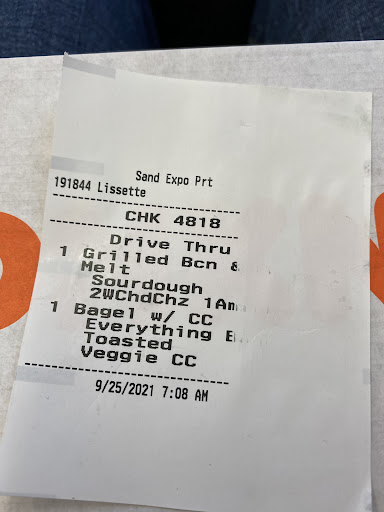 Sand Expo Prt
191844 Lissette
CHK 4818
Drive Thru
1 Grilled Bcn &
Melt
Sourdough
2WChdChz 1Am
1 Bagel w/ CC
Everything
Toasted
Veggie CC
9/25/2021 7:08 AM